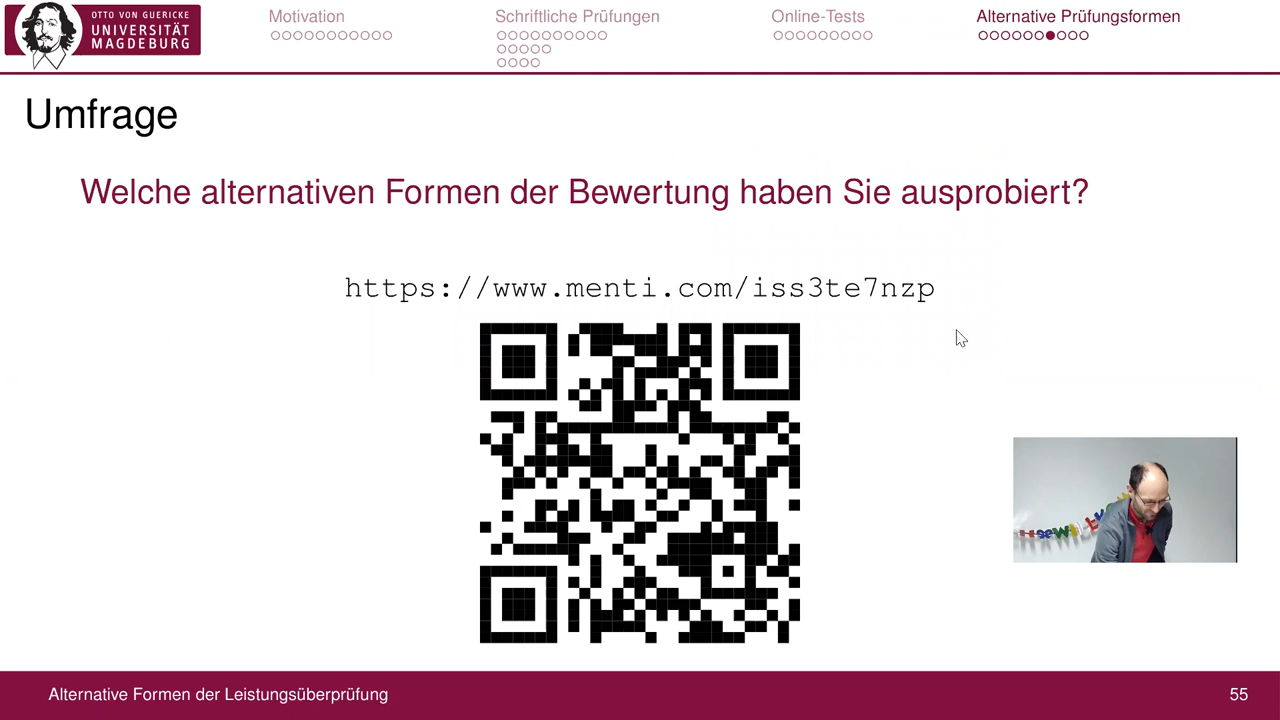 OTTO VON GUERICKE
UNIVERSITÄT
MAGDEBURG
Motivation
Schriftliche Prüfungen
Online-Tests
Alternative Prüfungsformen
Umfrage
Welche alternativen Formen der Bewertung haben Sie ausprobiert?
https://www.menti.com/iss3te7nzp
Alternative Formen der Leistungsüberprüfung
55